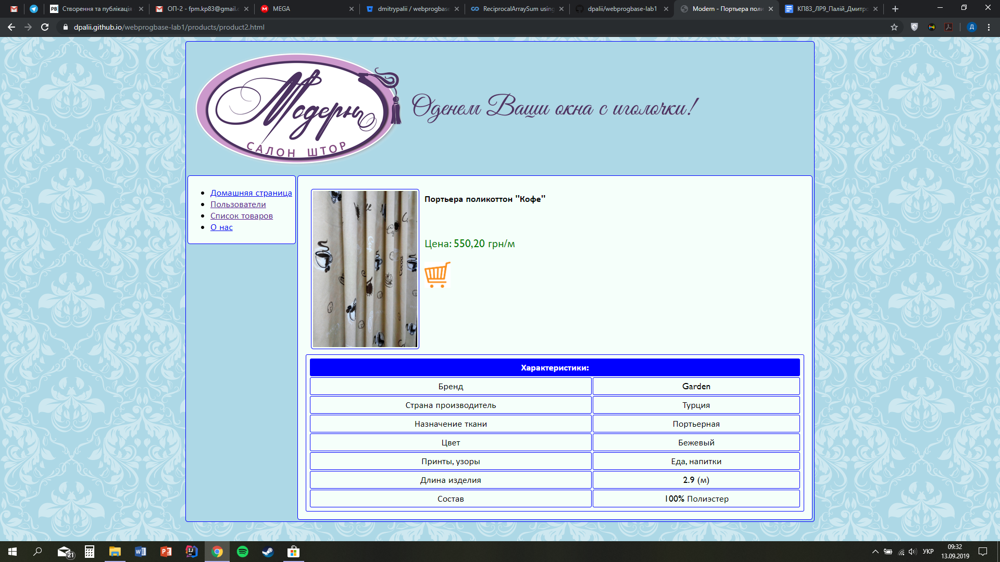 Створення та публікація
ОП-2 - fpm.kp83@gmail.c
MEGA
dmitrypalii / webprogbase
ReciprocalArraySum using
dpalii/webprogbase-lab1
Modern - Портьера поли
КП83_ЛР9_Палій_Дмитро
dpalii.github.io/webprogbase-lab1/products/product2.html
Модернъ
САЛОН ШТОР
Оденем Ваши окна с иголочки!
Домашняя страница
Пользователи
Список товаров
О нас
Портьера поликоттон "Кофе"
Цена: 550,20 грн/м
Характеристики:
Бренд Garden
Страна производитель Турция
Назначение ткани Портьерная
Цвет Бежевый
Принты, узоры Еда, напитки
Длина изделия 2.9 (м)
Состав 100% Полиэстер
21
УКР
09:32
13.09.2019